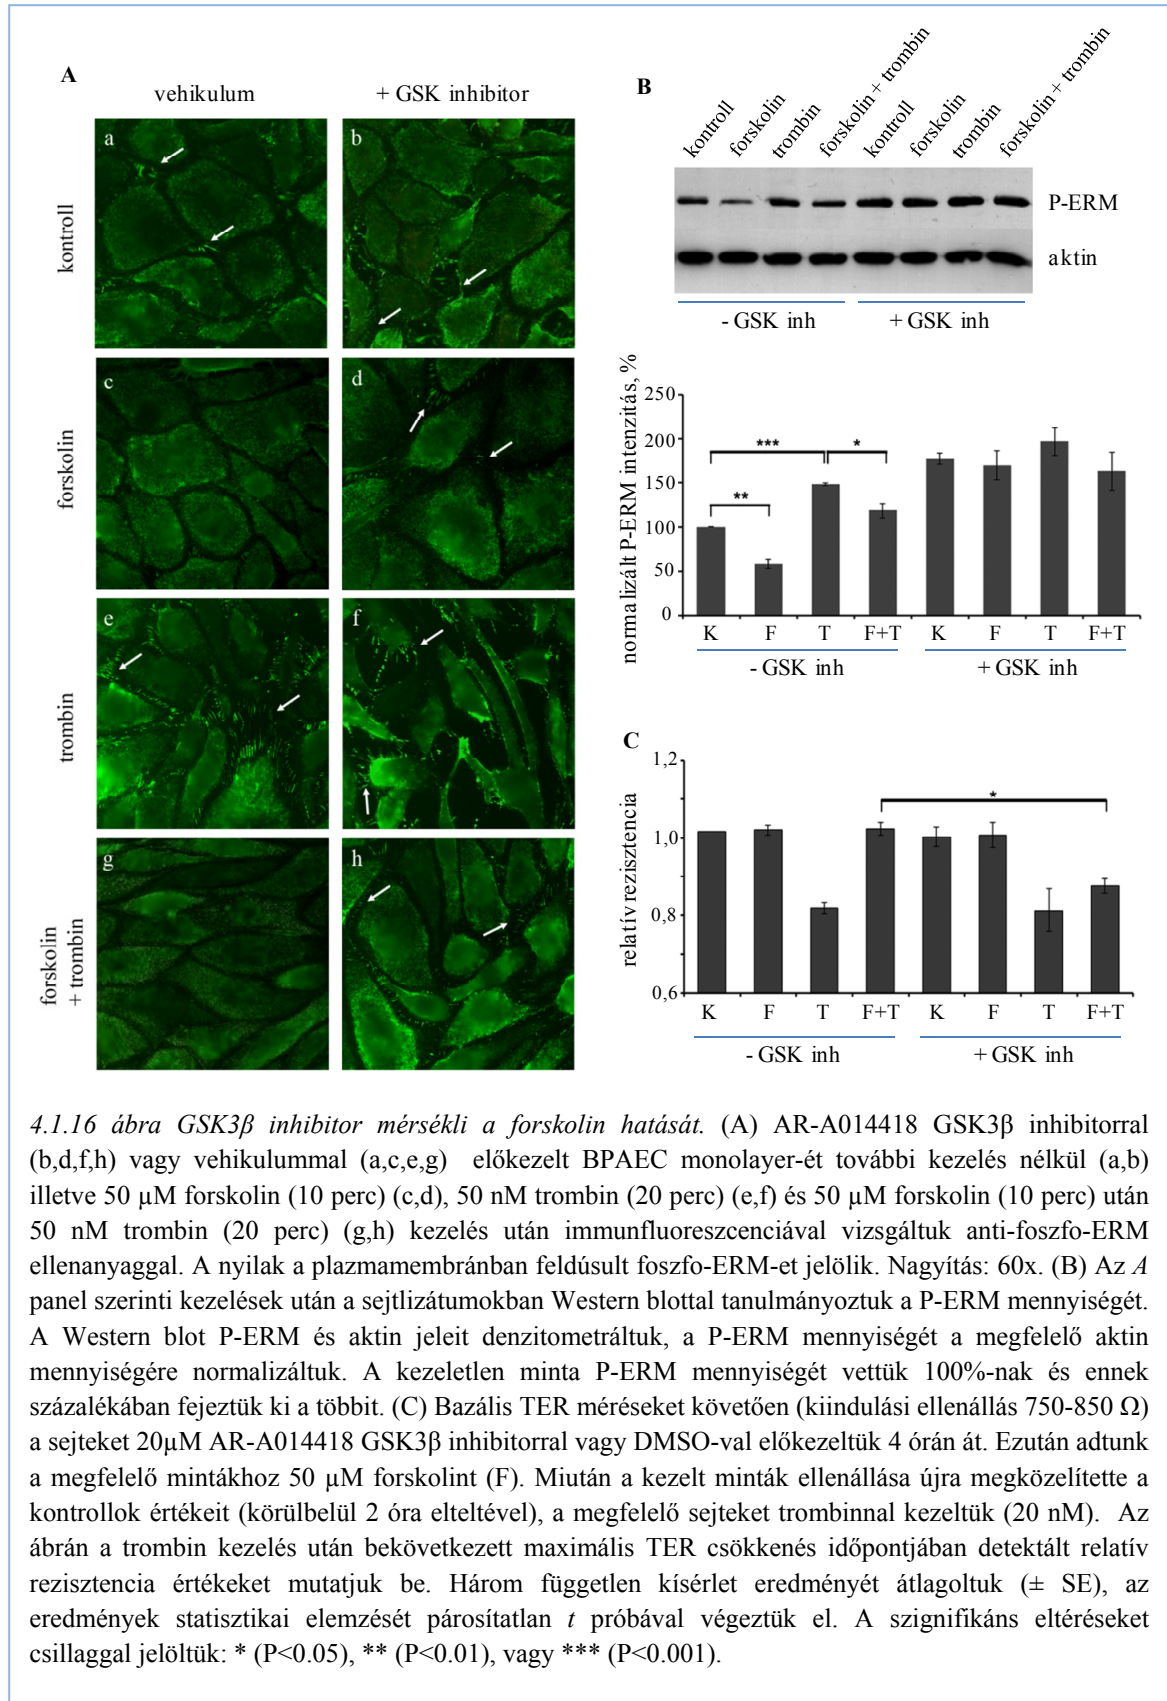 A
vehikulum
+ GSK inhibitor
kontroll
a
b
forskolin
c
d
trombin
e
f
forskolin
+ trombin
g
h
B
kontroll
forskolin
trombin
forskolin + trombin
kontroll
forskolin
trombin
forskolin + trombin
P-ERM
aktin
- GSK inh
+ GSK inh
normalizált P-ERM intenzitás, %
250
200
150
100
50
0
***
*
**
K F T F+T K F T F+T
- GSK inh
+ GSK inh
C
relatív rezisztencia
1,2
1,0
0,8
0,6
*
K F T F+T K F T F+T
- GSK inh
+ GSK inh
4.1.16 ábra GSK3β inhibitor mérsékli a forskolin hatását. (A) AR-A014418 GSK3β inhibitorral
(b,d,f,h) vagy vehikulummal (a,c,e,g) előkezelt BPAEC monolayer-ét további kezelés nélkül (a,b)
illetve 50 µM forskolin (10 perc) (c,d), 50 nM trombin (20 perc) (e,f) és 50 µM forskolin (10 perc) után
50 nM trombin (20 perc) (g,h) kezelés után immunfluoreszcenciával vizsgáltuk anti-foszfo-ERM
ellenanyaggal. A nyilak a plazmamembránban feldúsult foszfo-ERM-et jelölik. Nagyítás: 60x. (B) Az A
panel szerinti kezelések után a sejtlizátumokban Western blottal tanulmányoztuk a P-ERM mennyiségét.
A Western blot P-ERM és aktin jeleit denzitometráltuk, a P-ERM mennyiségét a megfelelő aktin
mennyiségére normalizáltuk. A kezeletlen minta P-ERM mennyiségét vettük 100%-nak és ennek
százalékában fejeztük ki a többit. (C) Bazális TER méréseket követően (kiindulási ellenállás 750-850 Ω)
a sejteket 20µM AR-A014418 GSK3β inhibitorral vagy DMSO-val előkezeltük 4 órán át. Ezután adtunk
a megfelelő mintákhoz 50 µM forskolint (F). Miután a kezelt minták ellenállása újra megközelítette a
kontrollok értékeit (körülbelül 2 óra elteltével), a megfelelő sejteket trombinnal kezeltük (20 nM). Az
ábrán a trombin kezelés után bekövetkezett maximális TER csökkenés időpontjában detektált relatív
rezisztencia értékeket mutatjuk be. Három független kísérlet eredményét átlagoltuk (± SE), az
eredmények statisztikai elemzését párosítatlan t próbával végeztük el. A szignifikáns eltéréseket
csillaggal jelöltük: * (P<0.05), ** (P<0.01), vagy *** (P<0.001).